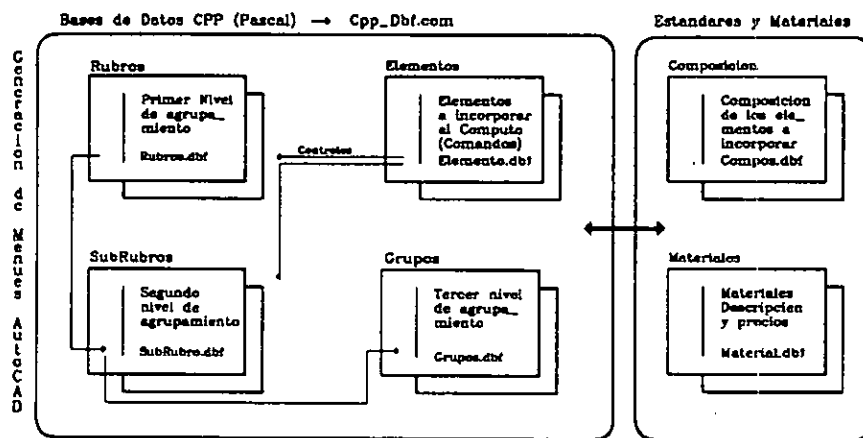 Bases de Datos CPP (Pascal) → Cpp_Dbf.com
Estandares y Materiales
Generacion de Menues AutoCAD
Rubros
Primer Nivel
de agrupa_
miento
Rubros.dbf
Elementos
Elementos
a incorporar
al Computo
(Comandos)
Elemento.dbf
Controles
Composicion
Composicion
de los ele_
mentos a
incorporar
Compos.dbf
SubRubros
Segundo
nivel de
agrupamiento
SubRubro.dbf
Grupos
Tercer nivel
de agrupa_
miento
Grupos.dbf
Materiales
Materiales
Descripcion
y precios
Material.dbf